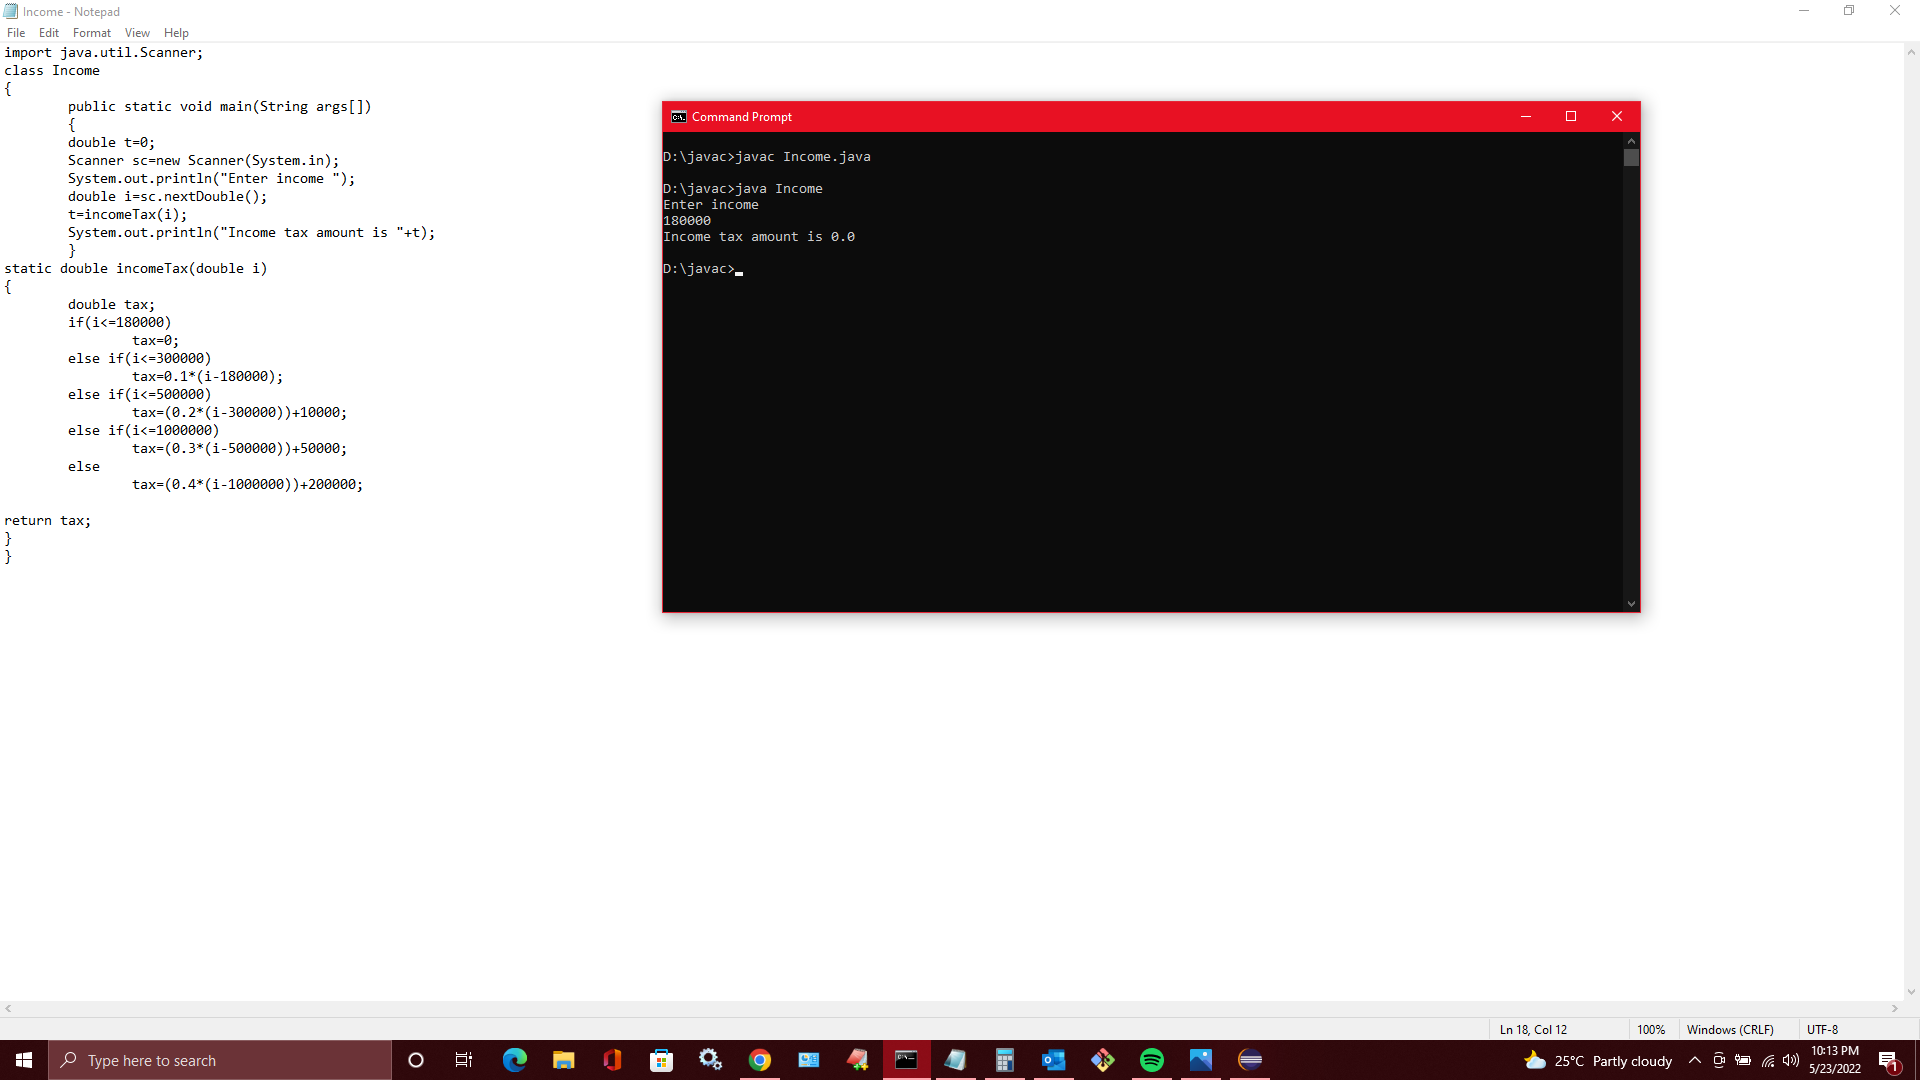 Income - Notepad
File Edit Format View Help
import java.util.Scanner;
class Income
{
public static void main(String args[])
{
double t=0;
Scanner sc=new Scanner(System.in);
System.out.println("Enter income ");
double i=sc.nextDouble();
t=incomeTax(i);
System.out.println("Income tax amount is "+t);
}
static double incomeTax(double i)
{
double tax;
if(i<=180000)
tax=0;
else if(i<=300000)
tax=0.1*(i-180000);
else if(i<=500000)
tax=(0.2*(i-300000))+10000;
else if(i<=1000000)
tax=(0.3*(i-500000))+50000;
else
tax=(0.4*(i-1000000))+200000;
return tax;
}
}
Command Prompt
D:\javac>javac Income.java
D:\javac>java Income
Enter income
180000
Income tax amount is 0.0
D:\javac>
Ln 18, Col 12 100% Windows (CRLF) UTF-8
Type here to search
25°C Partly cloudy
10:13 PM
5/23/2022
1